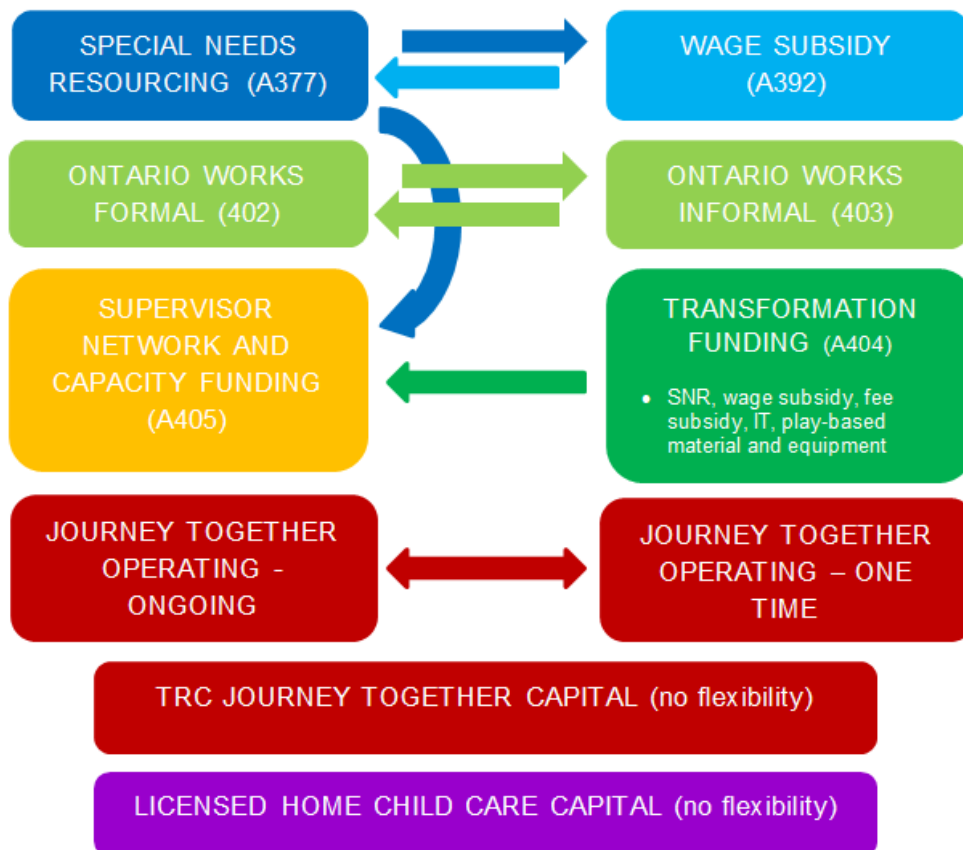 SPECIAL NEEDS
RESOURCING (A377)
WAGE SUBSIDY
(A392)
ONTARIO WORKS
FORMAL (402)
ONTARIO WORKS
INFORMAL (403)
SUPERVISOR
NETWORK AND
CAPACITY FUNDING
(A405)
TRANSFORMATION
FUNDING (A404)
• SNR, wage subsidy, fee
subsidy, IT, play-based
material and equipment
JOURNEY TOGETHER
OPERATING -
ONGOING
JOURNEY TOGETHER
OPERATING – ONE
TIME
TRC JOURNEY TOGETHER CAPITAL (no flexibility)
LICENSED HOME CHILD CARE CAPITAL (no flexibility)